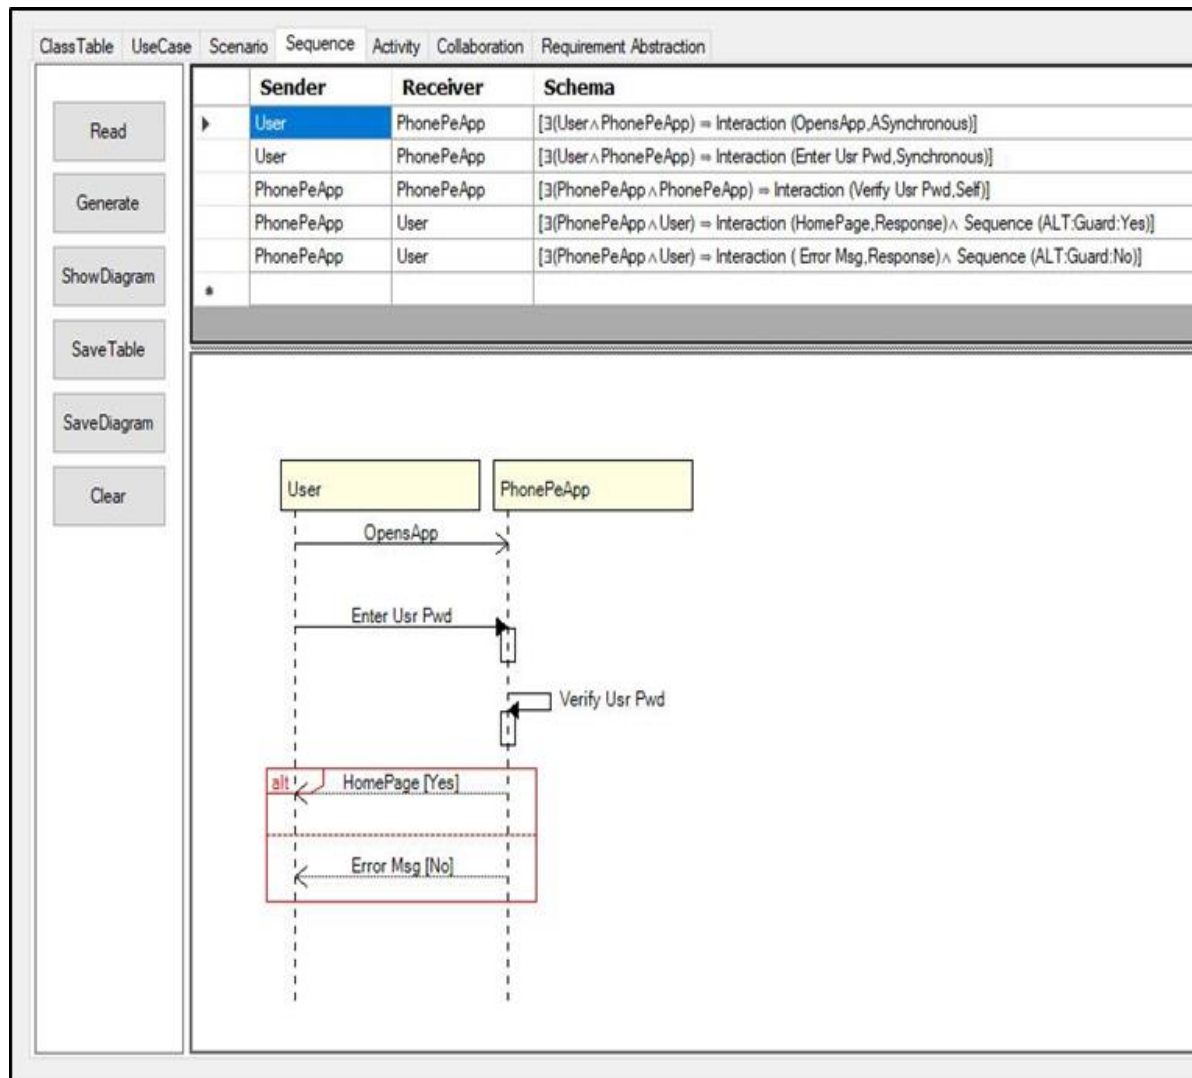 ClassTable UseCase Scenario Sequence Activity Collaboration Requirement Abstraction
Read
Generate
ShowDiagram
SaveTable
SaveDiagram
Clear
Sender Receiver Schema
User PhonePeApp [∃(User∧PhonePeApp) ⇒ Interaction (OpensApp,ASynchronous)]
User PhonePeApp [∃(User∧PhonePeApp) ⇒ Interaction (Enter Usr Pwd,Synchronous)]
PhonePeApp PhonePeApp [∃(PhonePeApp∧PhonePeApp) ⇒ Interaction (Verify Usr Pwd,Self)]
PhonePeApp User [∃(PhonePeApp∧User) ⇒ Interaction (HomePage,Response)∧ Sequence (ALT:Guard:Yes)]
PhonePeApp User [∃(PhonePeApp∧User) ⇒ Interaction ( Error Msg,Response)∧ Sequence (ALT:Guard:No)]
User PhonePeApp
OpensApp
Enter Usr Pwd
Verify Usr Pwd
alt HomePage [Yes]
Error Msg [No]